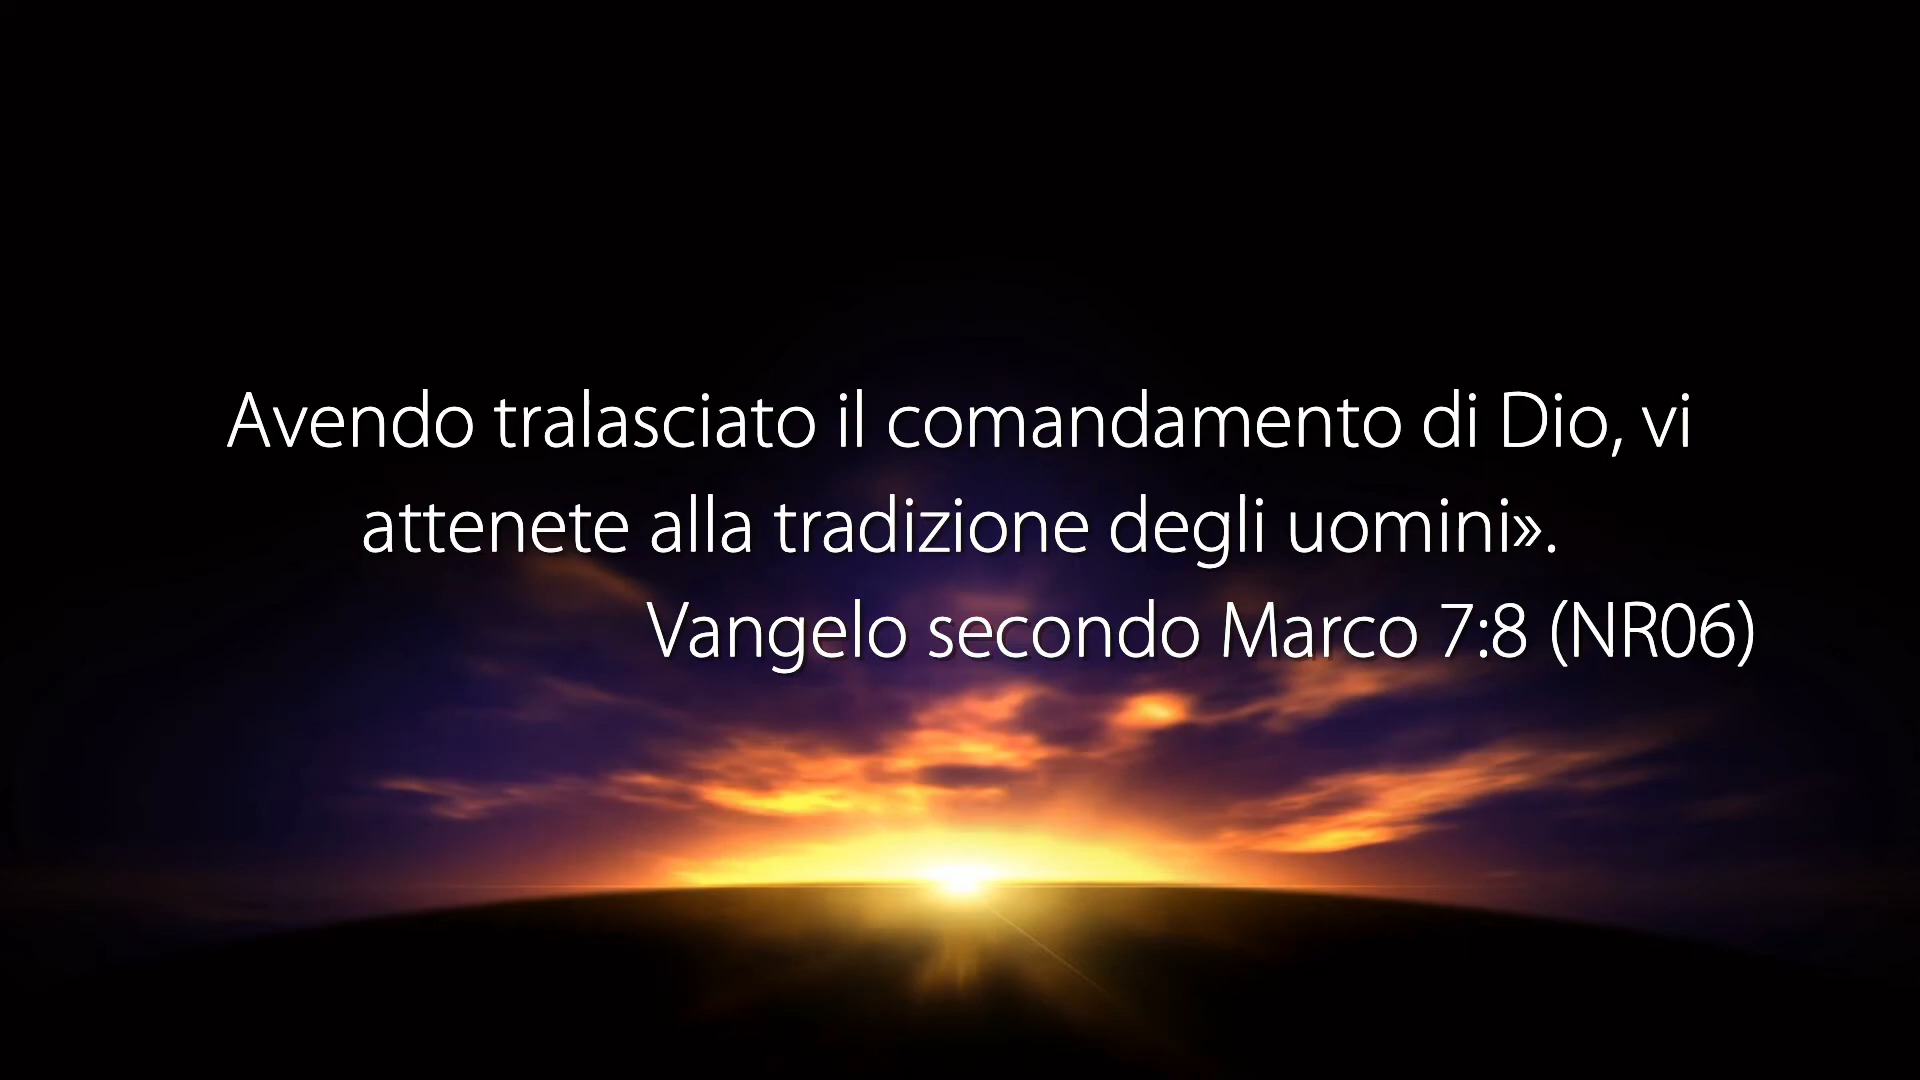 Avendo tralasciato il comandamento di Dio, vi
attenete alla tradizione degli uomini».
Vangelo secondo Marco 7:8 (NR06)